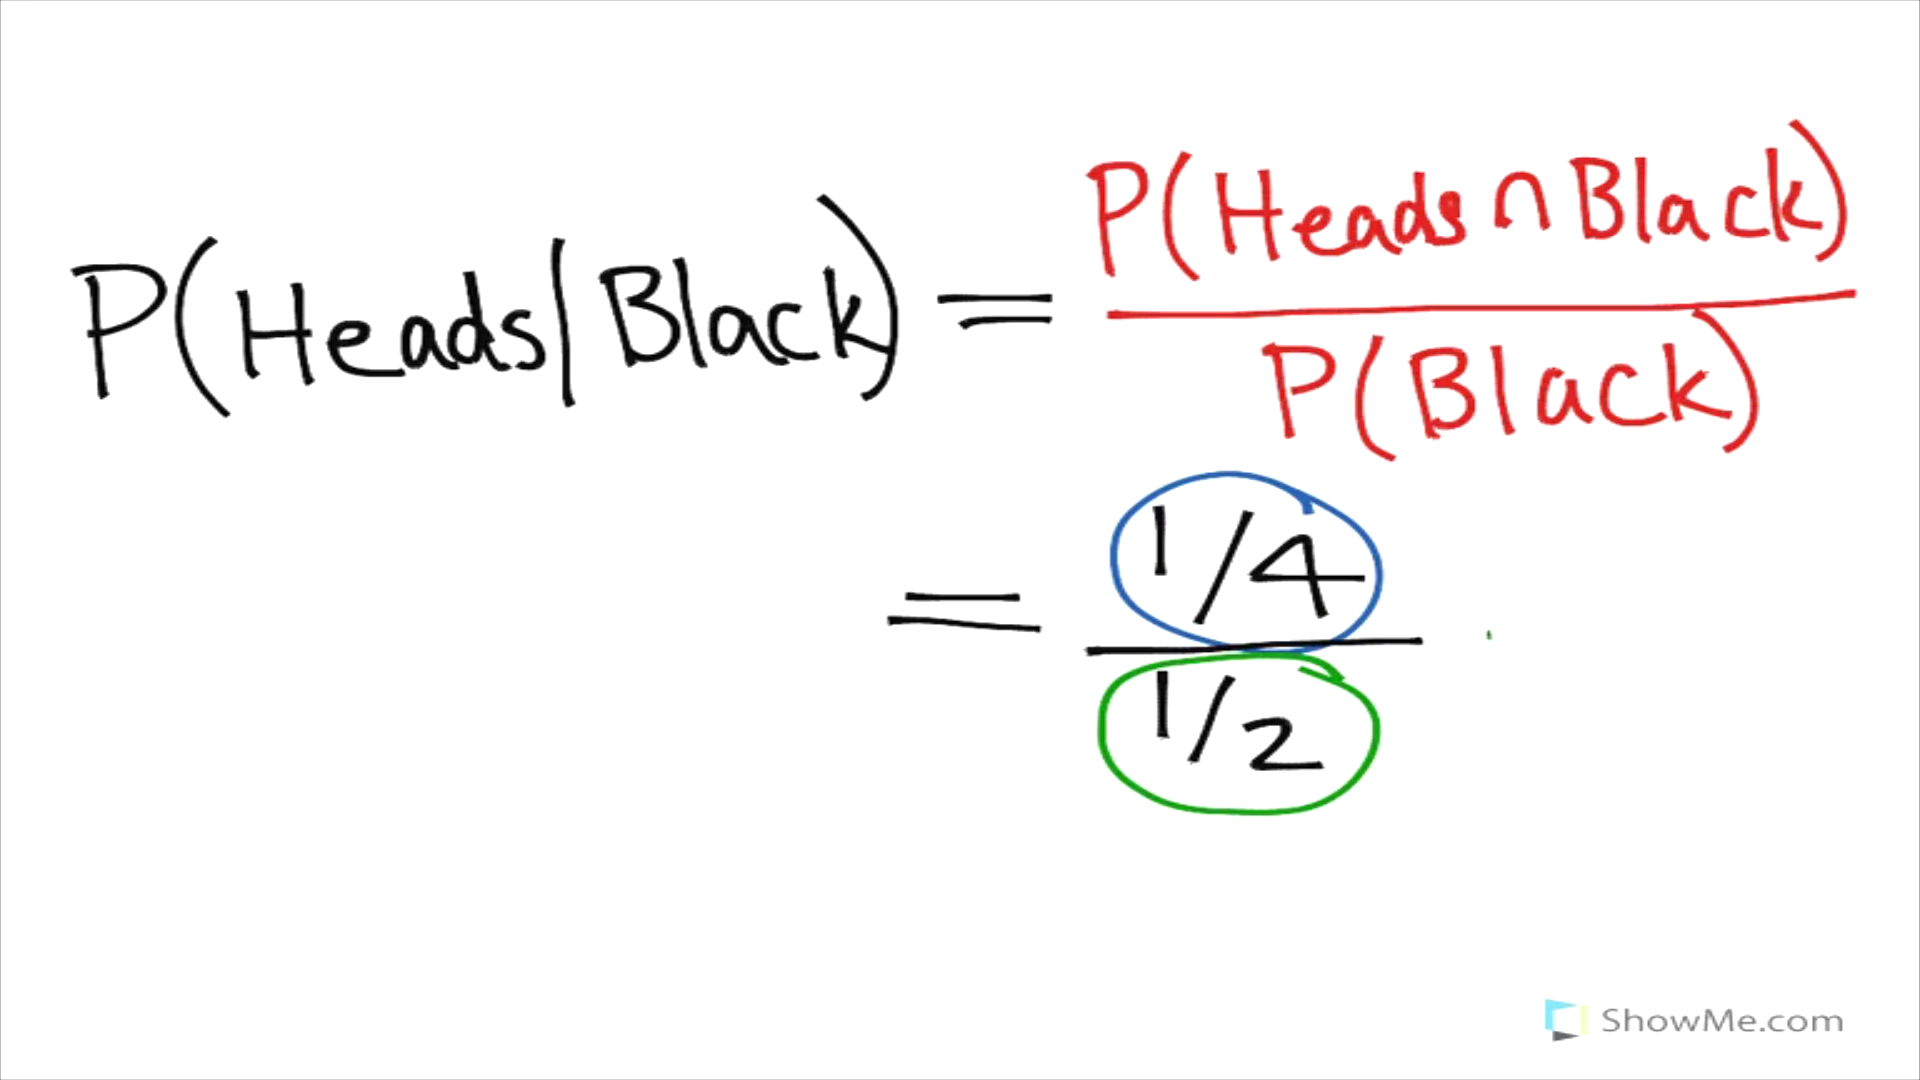 P(Heads|Black) = P(Heads∩Black)
P(Black)
= 1/4
1/2
ShowMe.com